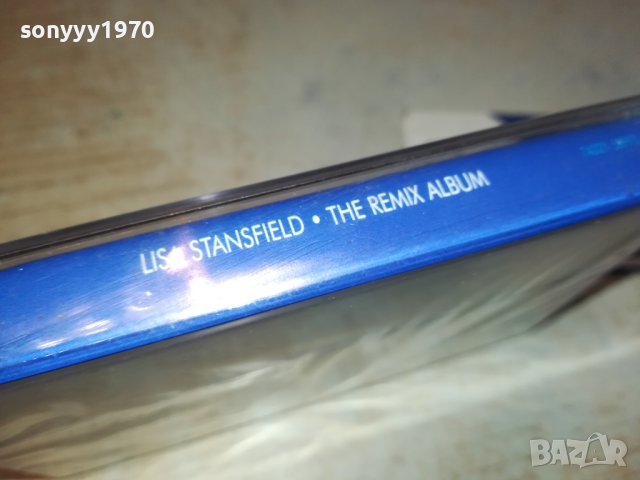 sonyyy1970
LISA STANSFIELD • THE REMIX ALBUM
BAZAR